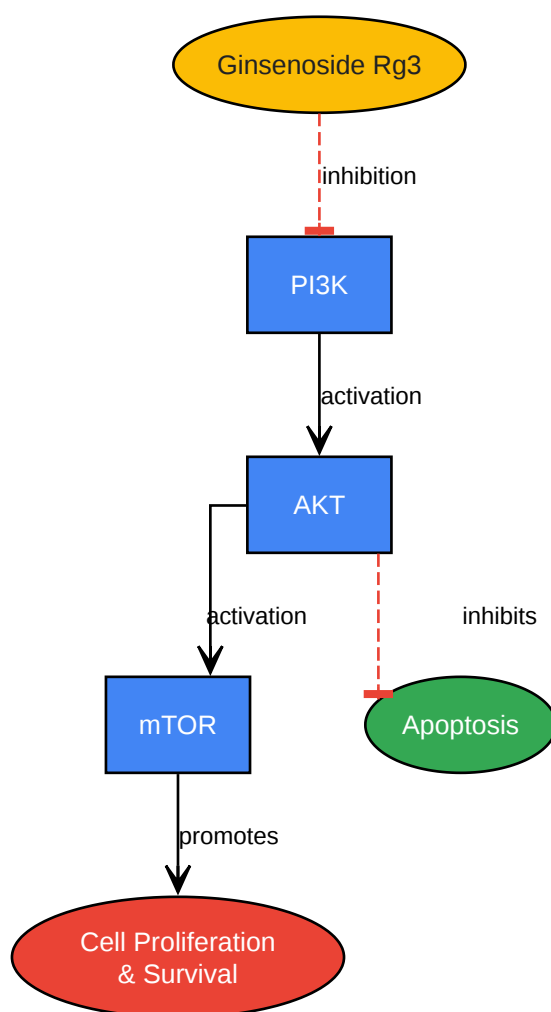 Ginsenoside Rg3
inhibition
PI3K
activation
AKT
activation
inhibits
mTOR
Apoptosis
promotes
Cell Proliferation
& Survival